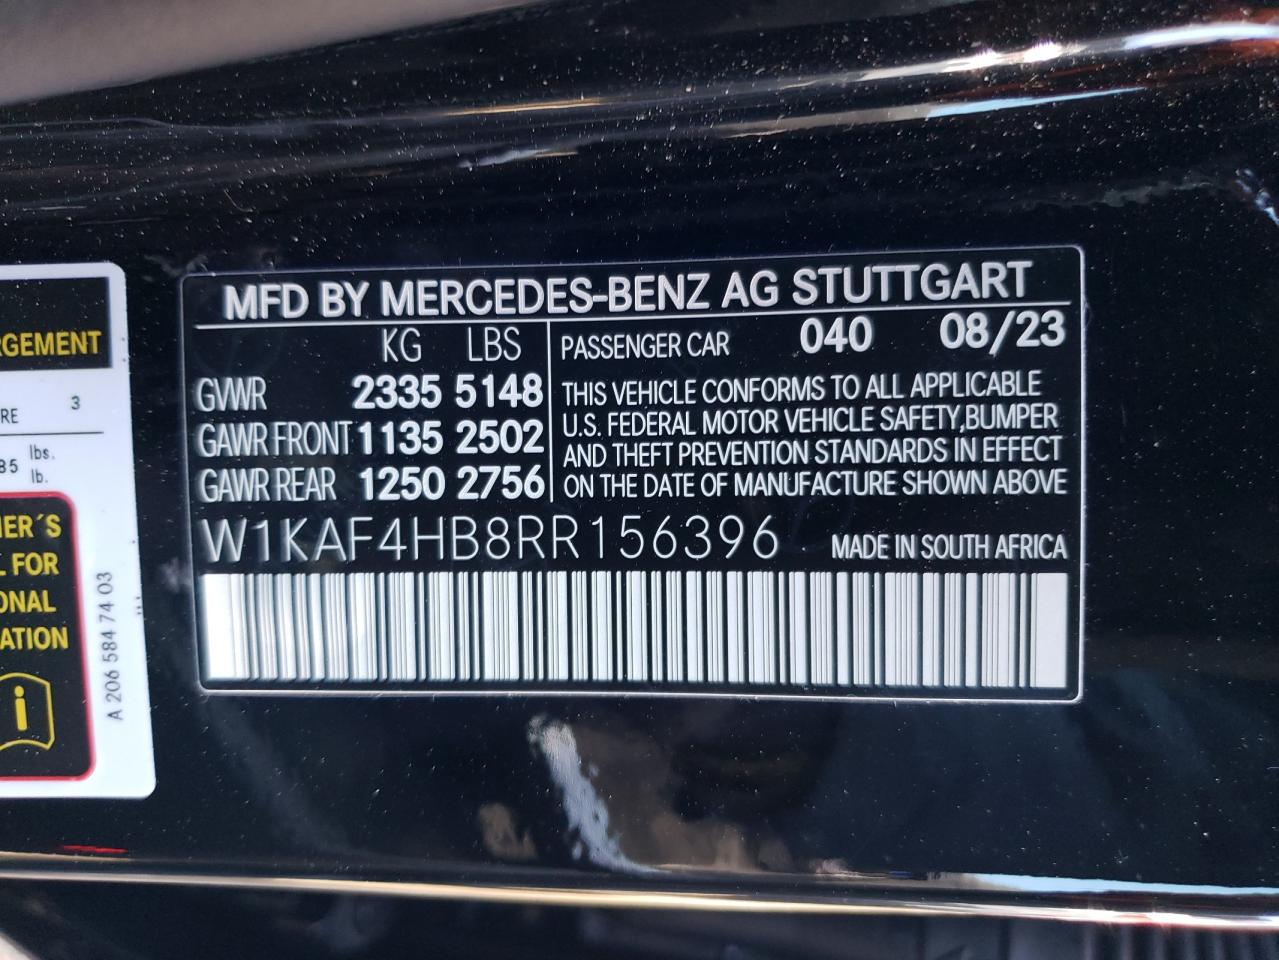 RGEMENT
RE 3
85 lbs.
lb.
NER´S
L FOR
ONAL
ATION
i
A 206 584 74 03
MFD BY MERCEDES-BENZ AG STUTTGART
KG LBS
GVWR 2335 5148
GAWR FRONT 1135 2502
GAWR REAR 1250 2756
PASSENGER CAR 040 08/23
THIS VEHICLE CONFORMS TO ALL APPLICABLE
U.S. FEDERAL MOTOR VEHICLE SAFETY,BUMPER
AND THEFT PREVENTION STANDARDS IN EFFECT
ON THE DATE OF MANUFACTURE SHOWN ABOVE
W1KAF4HB8RR156396 MADE IN SOUTH AFRICA